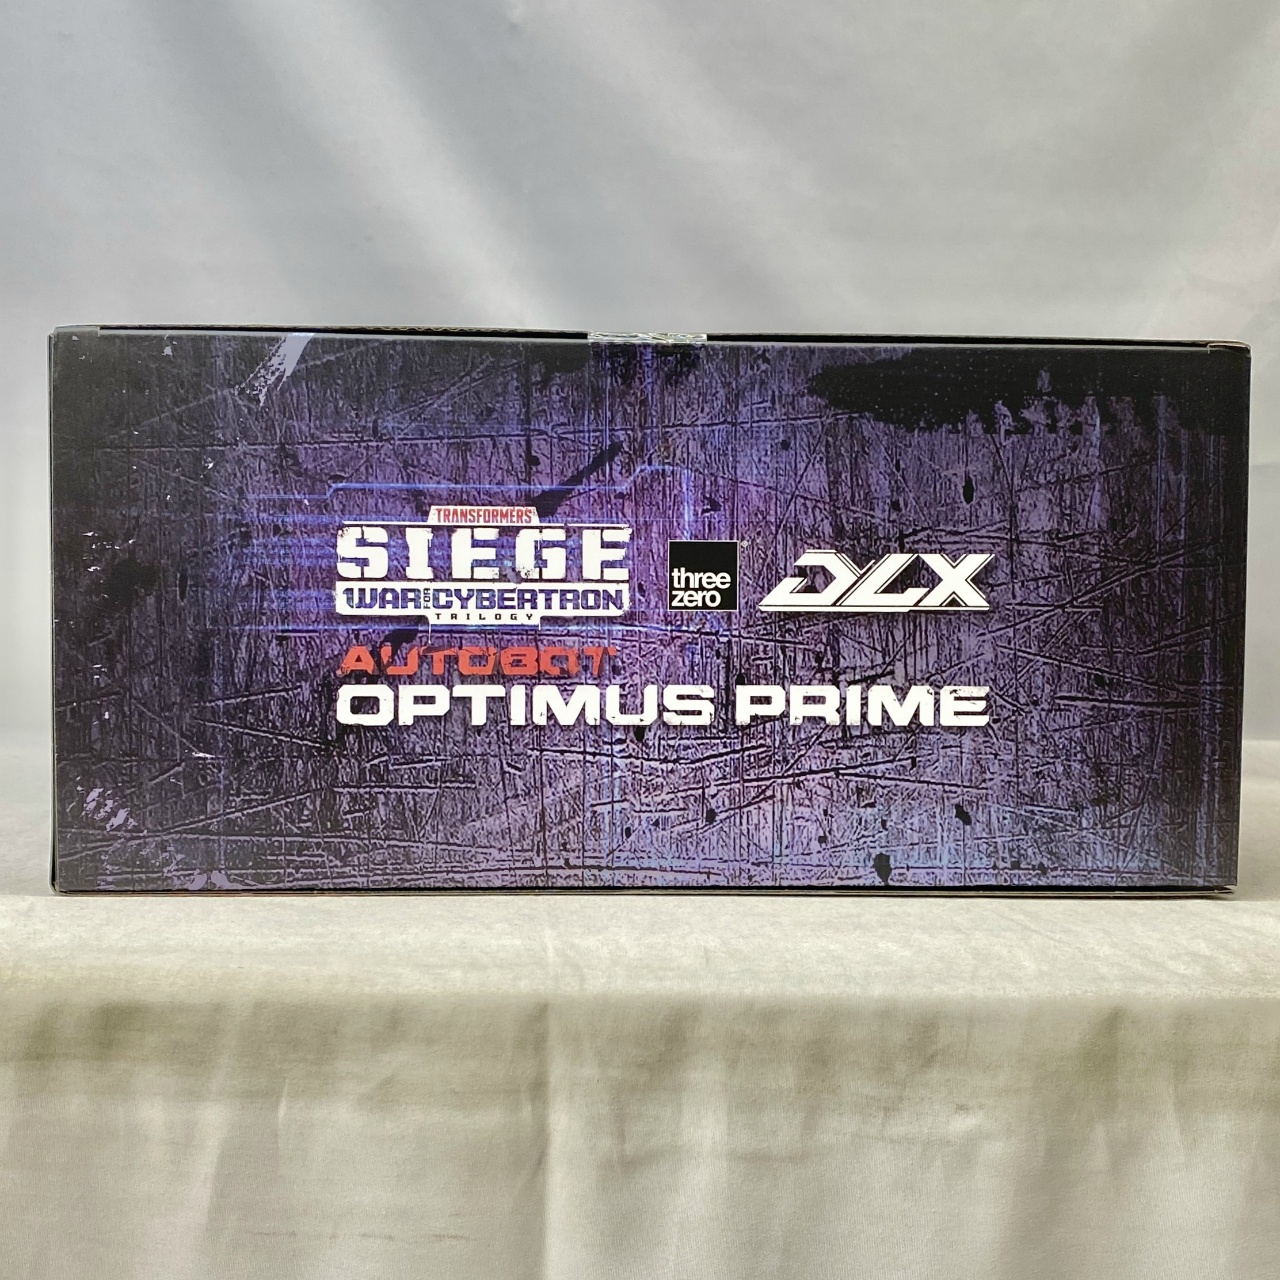 TRANSFORMERS
SIEGE
WAR FOR CYBERTRON
TRILOGY
three
zero
DLX
AUTOBOT
OPTIMUS PRIME